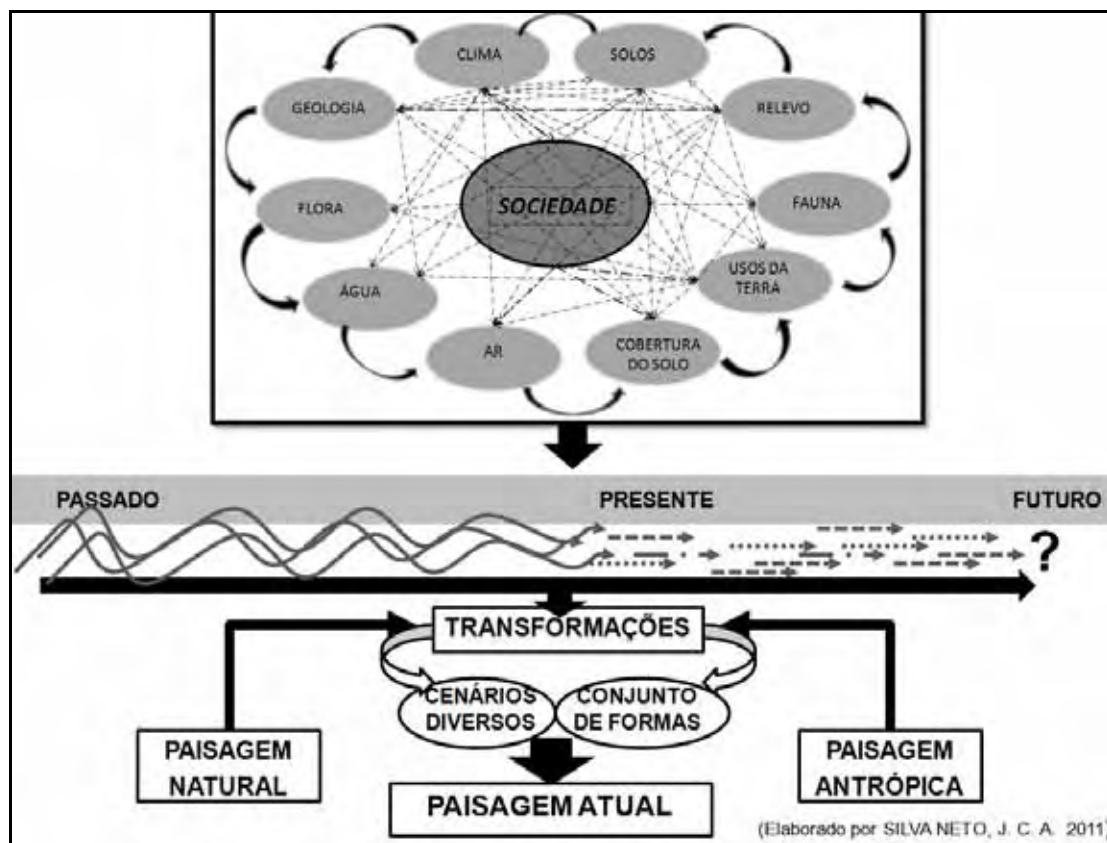 CLIMA
SOLOS
GEOLOGIA
RELEVO
FLORA
SOCIEDADE
FAUNA
ÁGUA
USOS DA
TERRA
AR
COBERTURA
DO SOLO
PASSADO
PRESENTE
FUTURO
?
TRANSFORMAÇÕES
CENÁRIOS
DIVERSOS
CONJUNTO
DE FORMAS
PAISAGEM
NATURAL
PAISAGEM
ANTRÓPICA
PAISAGEM ATUAL
(Elaborado por SILVA NETO, J. C. A. 2011)